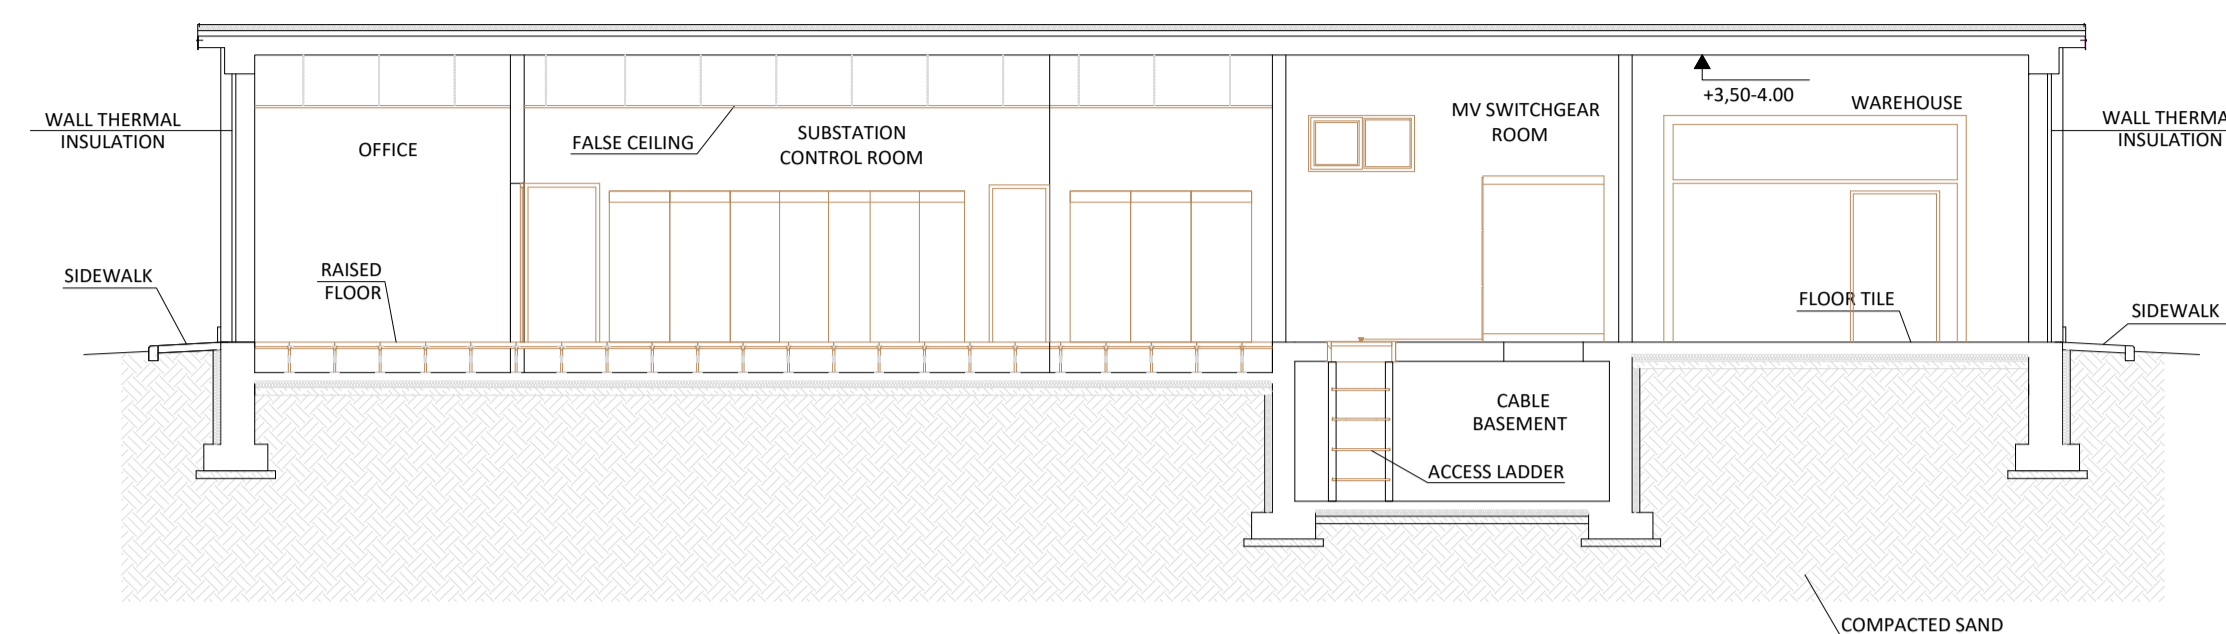 WALL THERMAL
INSULATION
OFFICE
FALSE CEILING
SUBSTATION
CONTROL ROOM
MV SWITCHGEAR
ROOM
+3,50-4.00
WAREHOUSE
WALL THERMA
INSULATION
SIDEWALK
RAISED
FLOOR
FLOOR TILE
SIDEWALK
CABLE
BASEMENT
ACCESS LADDER
COMPACTED SAND